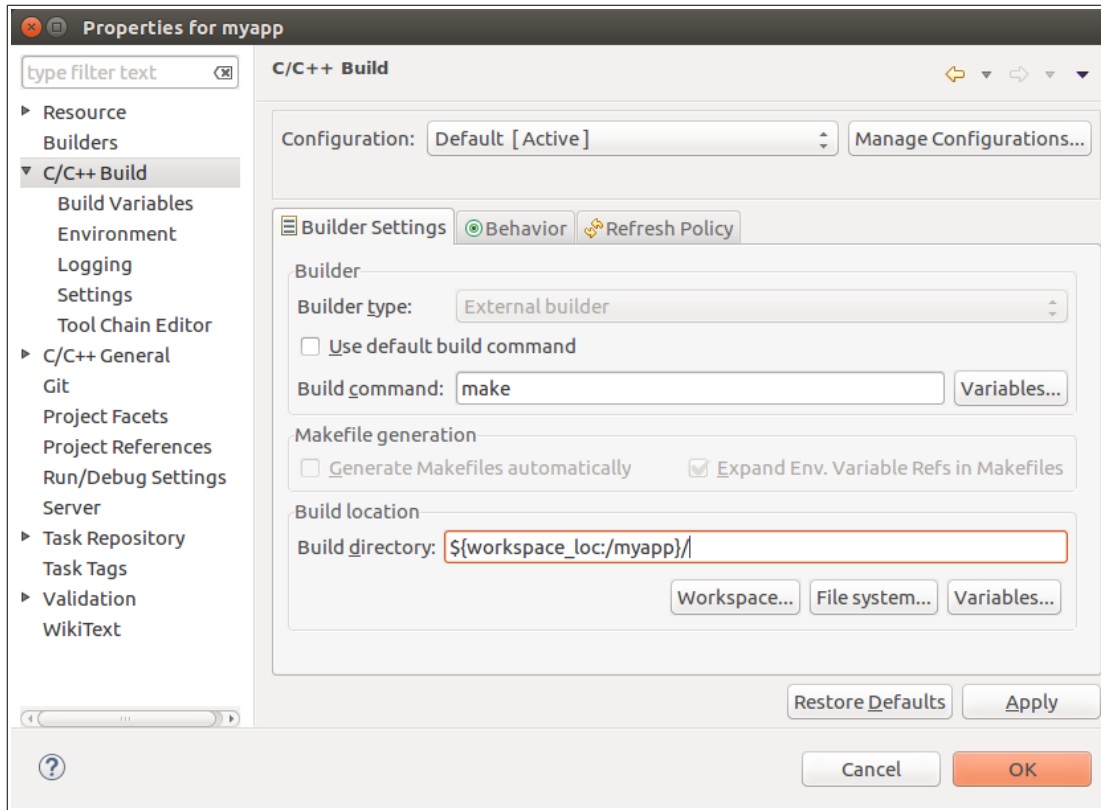 Properties for myapp
type filter text
Resource
Builders
C/C++ Build
Build Variables
Environment
Logging
Settings
Tool Chain Editor
C/C++ General
Git
Project Facets
Project References
Run/Debug Settings
Server
Task Repository
Task Tags
Validation
WikiText
C/C++ Build
Configuration: Default [ Active ] Manage Configurations...
Builder Settings Behavior Refresh Policy
Builder
Builder type: External builder
Use default build command
Build command: make Variables...
Makefile generation
Generate Makefiles automatically Expand Env. Variable Refs in Makefiles
Build location
Build directory: ${workspace_loc:/myapp}/
Workspace... File system... Variables...
Restore Defaults Apply
Cancel OK